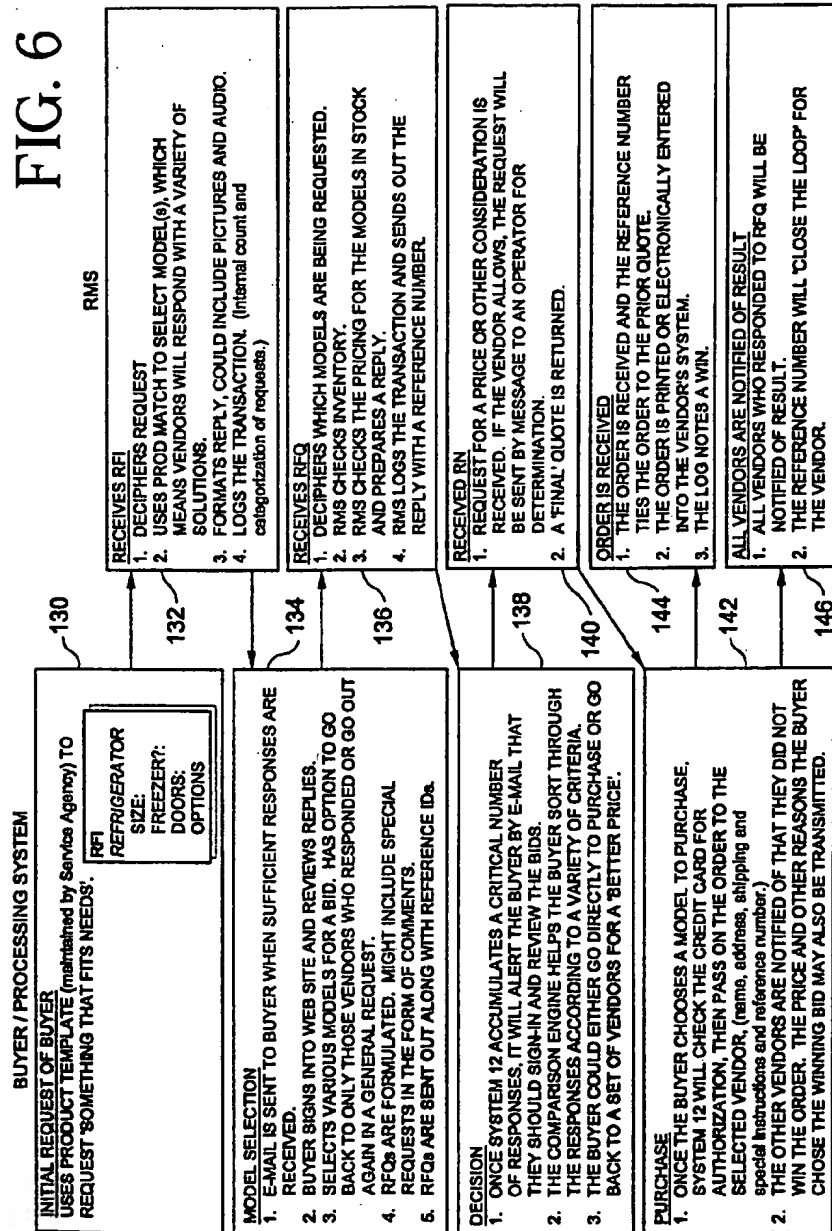 FIG. 6
BUYER / PROCESSING SYSTEM
RMS
INITIAL REQUEST OF BUYER
USES PRODUCT TEMPLATE (maintained by Service Agency) TO
REQUEST 'SOMETHING THAT FITS NEEDS'.
RFI
REFRIGERATOR
SIZE:
FREEZER?:
DOORS:
OPTIONS
130
RECEIVES RFI
1. DECIPHERS REQUEST
2. USES PROD MATCH TO SELECT MODEL(s), WHICH
MEANS VENDORS WILL RESPOND WITH A VARIETY OF
SOLUTIONS.
3. FORMATS REPLY, COULD INCLUDE PICTURES AND AUDIO.
4. LOGS THE TRANSACTION. (Internal count and
catagorization of requests.)
132
MODEL SELECTION
1. E-MAIL IS SENT TO BUYER WHEN SUFFICIENT RESPONSES ARE
RECEIVED.
2. BUYER SIGNS INTO WEB SITE AND REVIEWS REPLIES.
3. SELECTS VARIOUS MODELS FOR A BID. HAS OPTION TO GO
BACK TO ONLY THOSE VENDORS WHO RESPONDED OR GO OUT
AGAIN IN A GENERAL REQUEST.
4. RFQs ARE FORMULATED. MIGHT INCLUDE SPECIAL
REQUESTS IN THE FORM OF COMMENTS.
5. RFQs ARE SENT OUT ALONG WITH REFERENCE IDs.
134
RECEIVES RFQ
1. DECIPHERS WHICH MODELS ARE BEING REQUESTED.
2. RMS CHECKS INVENTORY.
3. RMS CHECKS THE PRICING FOR THE MODELS IN STOCK
AND PREPARES A REPLY.
4. RMS LOGS THE TRANSACTION AND SENDS OUT THE
REPLY WITH A REFERENCE NUMBER.
136
DECISION
1. ONCE SYSTEM 12 ACCUMULATES A CRITICAL NUMBER
OF RESPONSES, IT WILL ALERT THE BUYER BY E-MAIL THAT
THEY SHOULD SIGN-IN AND REVIEW THE BIDS.
2. THE COMPARISON ENGINE HELPS THE BUYER SORT THROUGH
THE RESPONSES ACCORDING TO A VARIETY OF CRITERIA.
3. THE BUYER COULD EITHER GO DIRECTLY TO PURCHASE OR GO
BACK TO A SET OF VENDORS FOR A 'BETTER PRICE'.
138
RECEIVED RN
1. REQUEST FOR A PRICE OR OTHER CONSIDERATION IS
RECEIVED. IF THE VENDOR ALLOWS, THE REQUEST WILL
BE SENT BY MESSAGE TO AN OPERATOR FOR
DETERMINATION.
2. A 'FINAL' QUOTE IS RETURNED.
140
PURCHASE
1. ONCE THE BUYER CHOOSES A MODEL TO PURCHASE,
SYSTEM 12 WILL CHECK THE CREDIT CARD FOR
AUTHORIZATION, THEN PASS ON THE ORDER TO THE
SELECTED VENDOR, (name, address, shipping and
special instructions and reference number.)
2. THE OTHER VENDORS ARE NOTIFIED OF THAT THEY DID NOT
WIN THE ORDER. THE PRICE AND OTHER REASONS THE BUYER
CHOSE THE WINNING BID MAY ALSO BE TRANSMITTED.
142
ORDER IS RECEIVED
1. THE ORDER IS RECEIVED AND THE REFERENCE NUMBER
TIES THE ORDER TO THE PRIOR QUOTE.
2. THE ORDER IS PRINTED OR ELECTRONICALLY ENTERED
INTO THE VENDOR'S SYSTEM.
3. THE LOG NOTES A WIN.
144
ALL VENDORS ARE NOTIFIED OF RESULT
1. ALL VENDORS WHO RESPONDED TO RFQ WILL BE
NOTIFIED OF RESULT.
2. THE REFERENCE NUMBER WILL 'CLOSE THE LOOP' FOR
THE VENDOR.
146